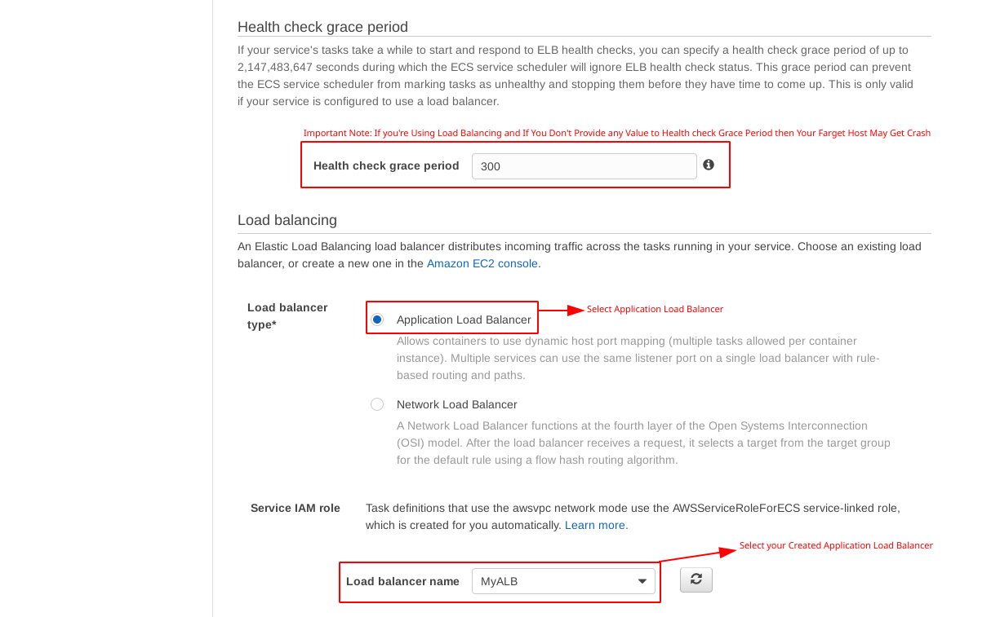 Health check grace period
If your service's tasks take a while to start and respond to ELB health checks, you can specify a health check grace period of up to
2,147,483,647 seconds during which the ECS service scheduler will ignore ELB health check status. This grace period can prevent
the ECS service scheduler from marking tasks as unhealthy and stopping them before they have time to come up. This is only valid
if your service is configured to use a load balancer.
Important Note: If you're Using Load Balancing and If You Don't Provide any Value to Health check Grace Period then Your Farget Host May Get Crash
Health check grace period 300
Load balancing
An Elastic Load Balancing load balancer distributes incoming traffic across the tasks running in your service. Choose an existing load
balancer, or create a new one in the Amazon EC2 console.
Load balancer
type*
Application Load Balancer
Select Application Load Balancer
Allows containers to use dynamic host port mapping (multiple tasks allowed per container
instance). Multiple services can use the same listener port on a single load balancer with rule-
based routing and paths.
Network Load Balancer
A Network Load Balancer functions at the fourth layer of the Open Systems Interconnection
(OSI) model. After the load balancer receives a request, it selects a target from the target group
for the default rule using a flow hash routing algorithm.
Service IAM role
Task definitions that use the awsvpc network mode use the AWSServiceRoleForECS service-linked role,
which is created for you automatically. Learn more.
Select your Created Application Load Balancer
Load balancer name MyALB